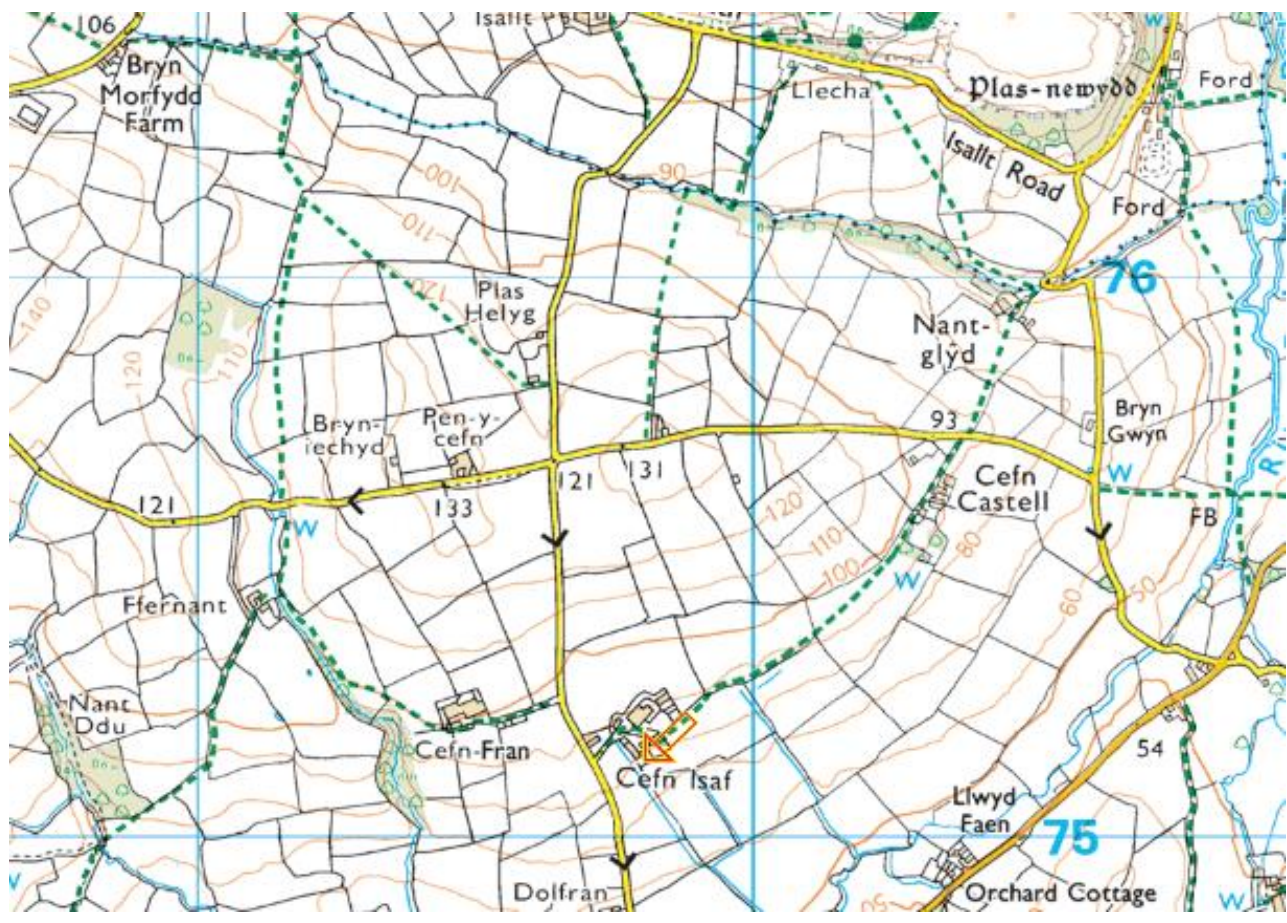 106
Isallt
Bryn
Morfydd
Farm
Llecha
Plas-newydd
W
Ford
Isallt Road
Ford
100
110
90
120
76
140
120
110
Plas
Helyg
Nant-
glŷd
Bryn-
iechyd
Pen-y-
cefn
93
Bryn
Gwyn
R
121
133
121
131
W
Cefn
Castell
W
FB
120
110
100
80
W
60
50
Ffernant
Nant
Ddu
Cefn-Fran
Cefn Isaf
54
Llwyd
Faen
75
W
Dolfran
50
Orchard Cottage
W